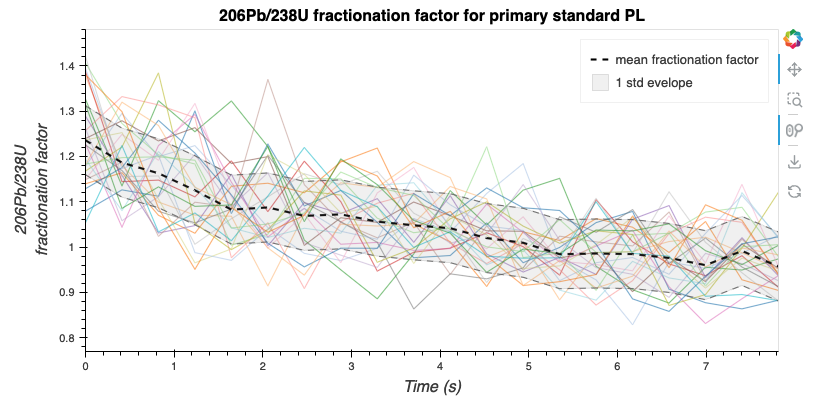 206Pb/238U fractionation factor for primary standard PL
mean fractionation factor
1 std evelope
206Pb/238U
fractionation factor
1.4
1.3
1.2
1.1
1
0.9
0.8
0 1 2 3 4 5 6 7
Time (s)